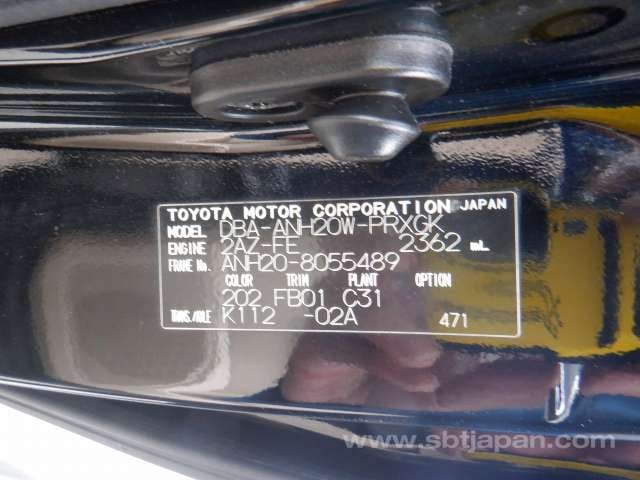 TOYOTA MOTOR CORPORATION JAPAN
MODEL DBA-ANH20W-PRXGK
ENGINE 2AZ-FE 2362 mL
FRAME No. ANH20-8055489
COLOR TRIM PLANT OPTION
202 FB01 C31
TRANS./AXLE K112 -02A 471
www.sbtjapan.com